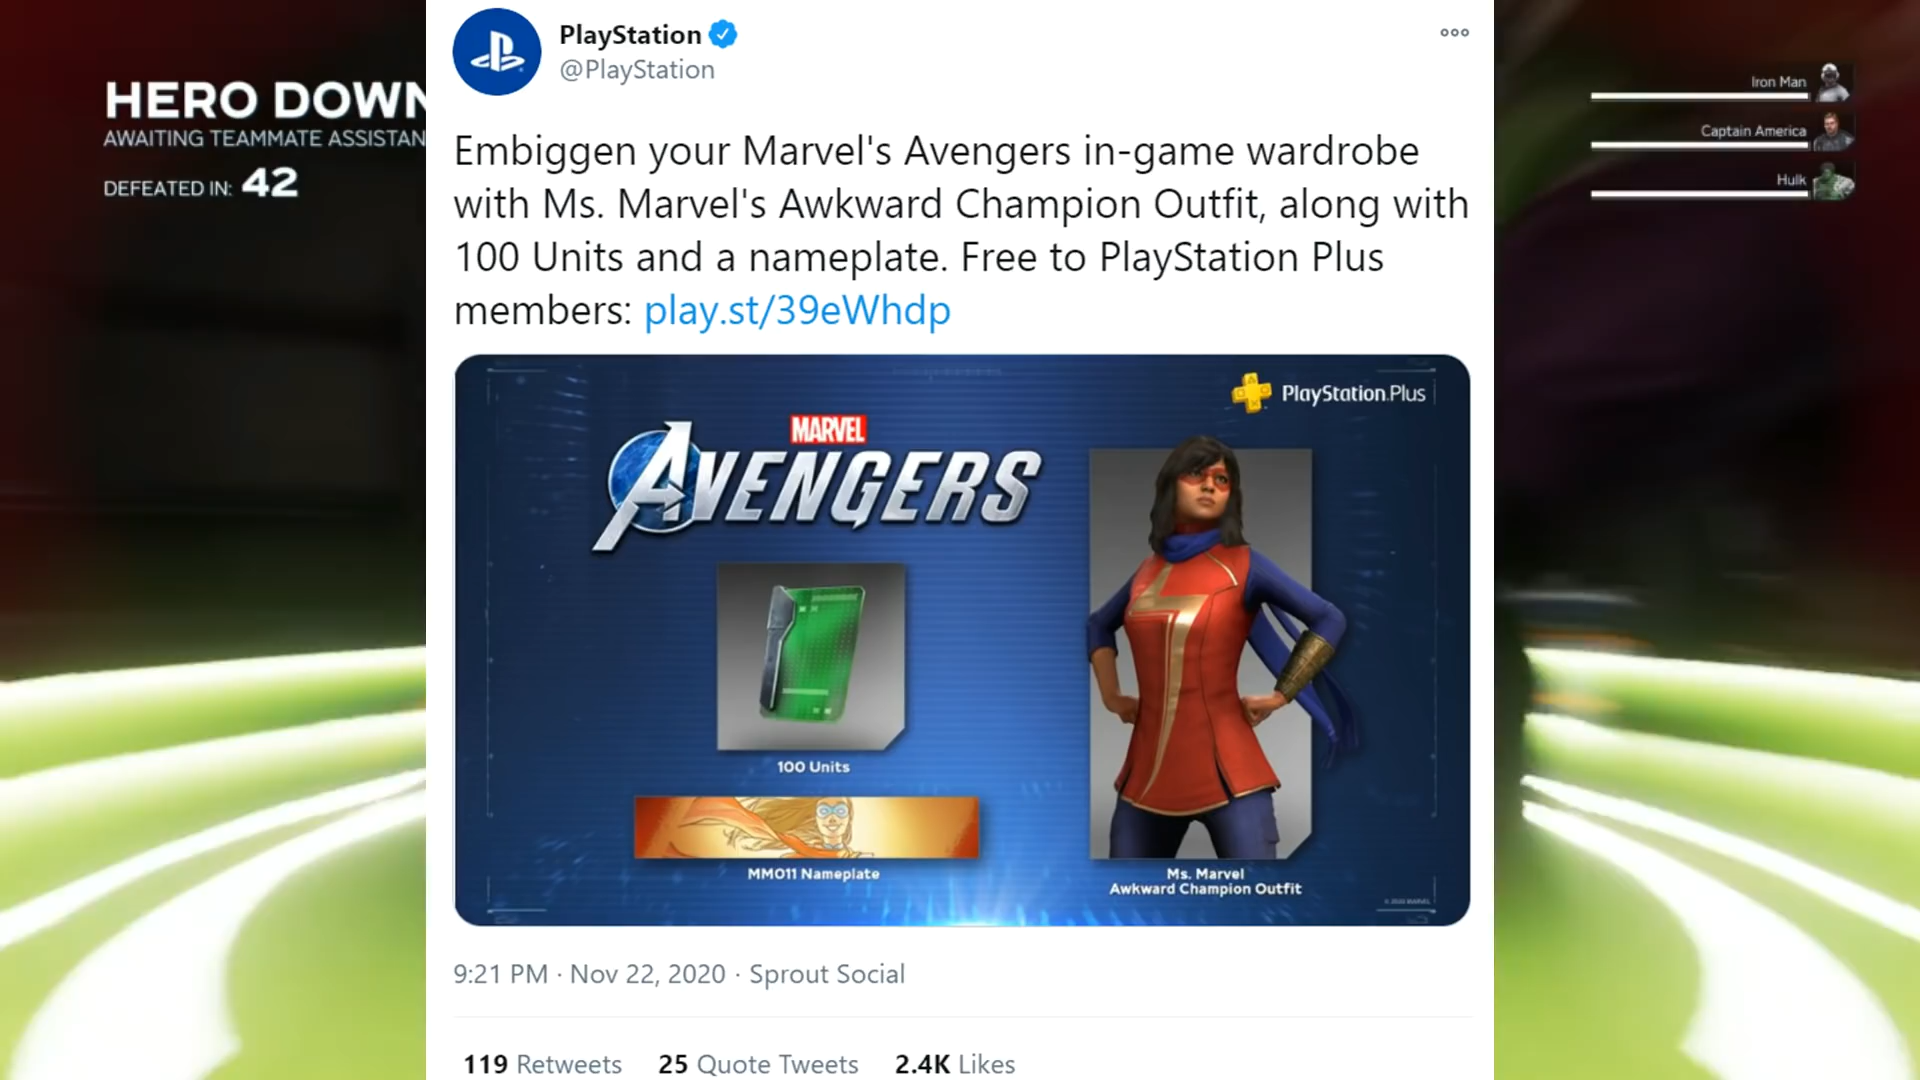 HERO DOWN
AWAITING TEAMMATE ASSISTAN
DEFEATED IN: 42
PlayStation
@PlayStation
Embiggen your Marvel's Avengers in-game wardrobe
with Ms. Marvel's Awkward Champion Outfit, along with
100 Units and a nameplate. Free to PlayStation Plus
members: play.st/39eWhdp
PlayStation Plus
MARVEL
AVENGERS
100 Units
MM011 Nameplate
Ms. Marvel
Awkward Champion Outfit
© 2020 MARVEL
9:21 PM · Nov 22, 2020 · Sprout Social
119 Retweets 25 Quote Tweets 2.4K Likes
Iron Man
Captain America
Hulk